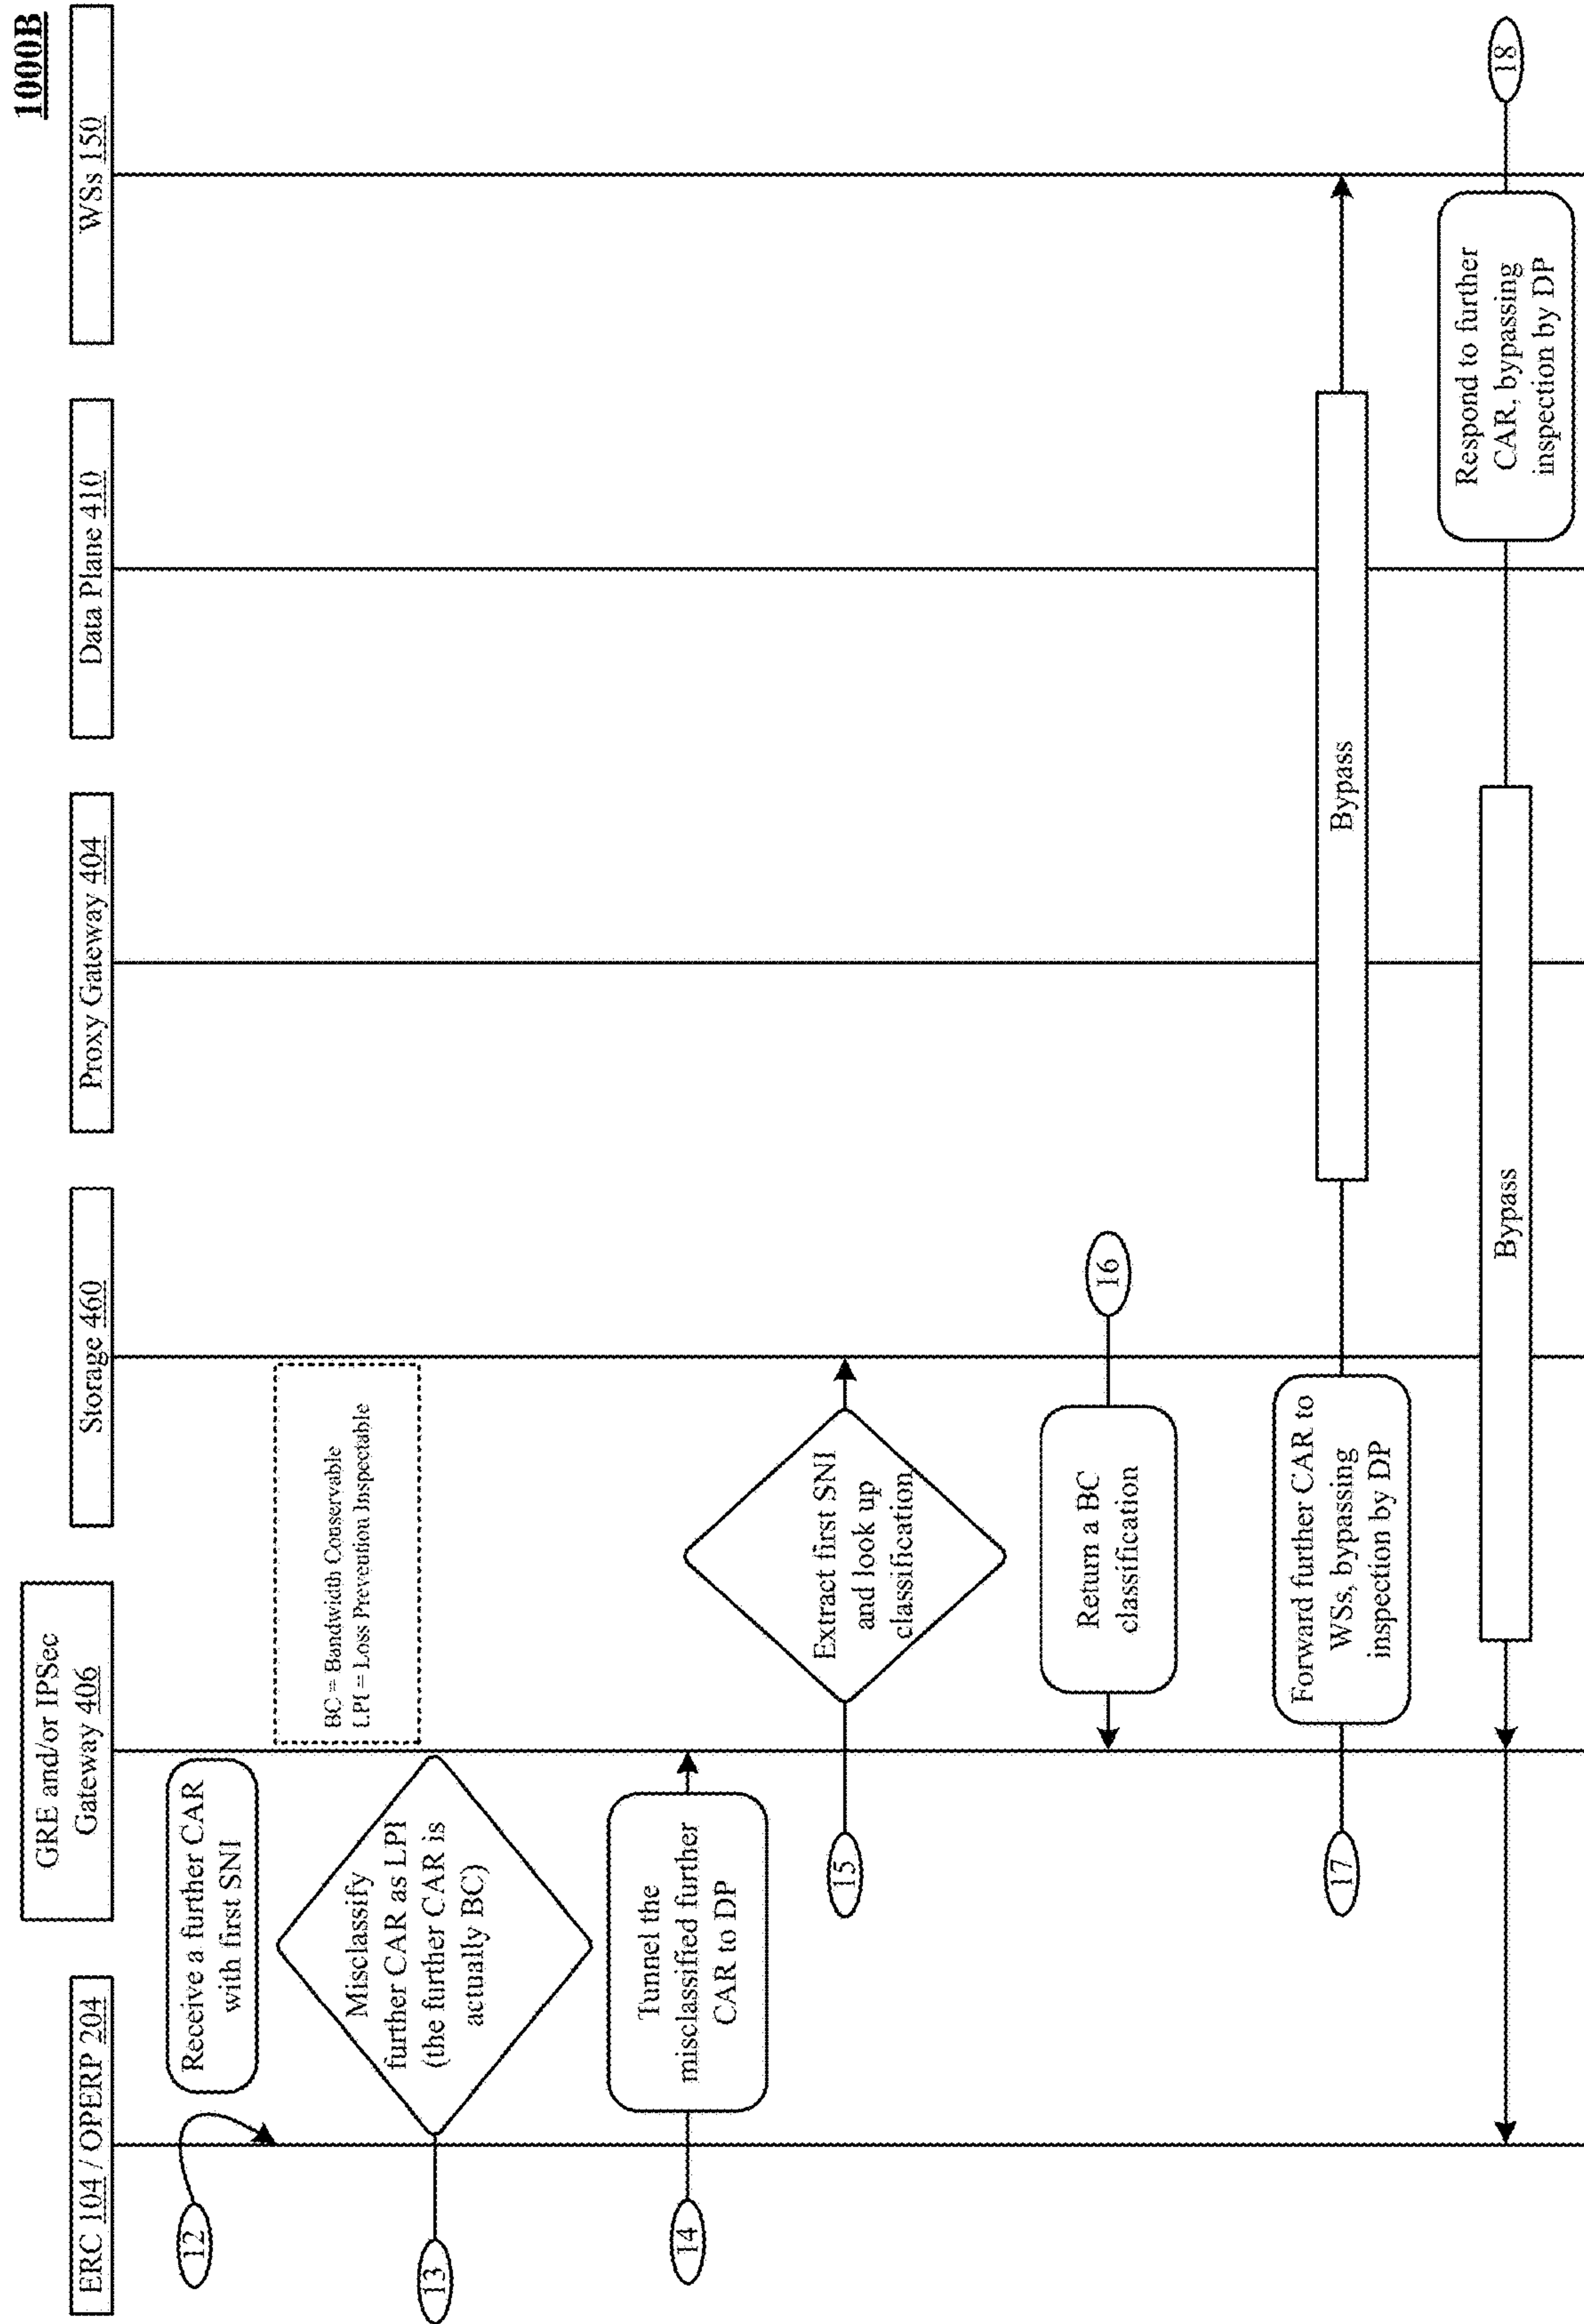 1000B
ERC 104 / OPERP 204
GRE and/or IPSec
Gateway 406
Storage 460
Proxy Gateway 404
Data Plane 410
WSs 150
12
Receive a further CAR
with first SNI
BC = Bandwidth Conservable
LPI = Loss Prevention Inspectable
13
Misclassify
further CAR as LPI
(the further CAR is
actually BC)
14
Tunnel the
misclassified further
CAR to DP
15
Extract first SNI
and look up
classification
Return a BC
classification
16
17
Forward further CAR to
WSs, bypassing
inspection by DP
Bypass
Bypass
Respond to further
CAR, bypassing
inspection by DP
18